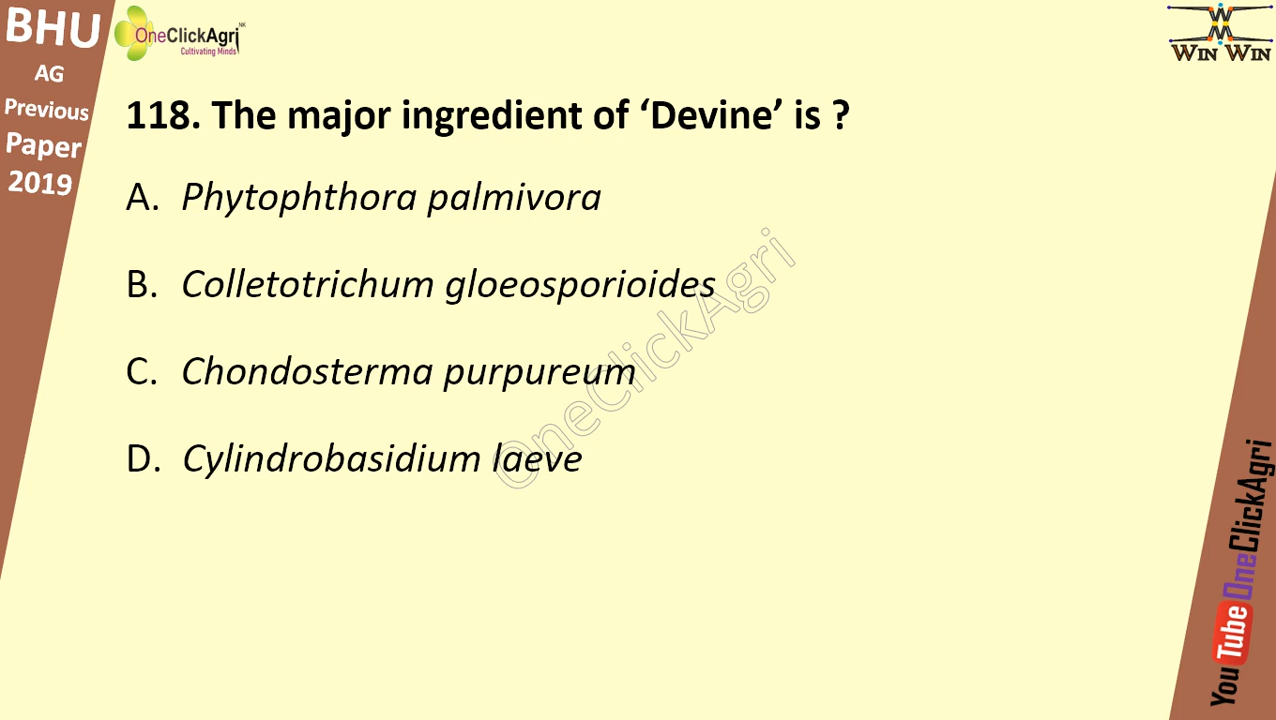 BHU
AG
Previous
Paper
2019
OneClickAgri NK
Cultivating Minds
WIN WIN
118. The major ingredient of ‘Devine’ is ?
A. Phytophthora palmivora
B. Colletotrichum gloeosporioides
C. Chondosterma purpureum
D. Cylindrobasidium laeve
OneClickAgri
YouTube OneClickAgri